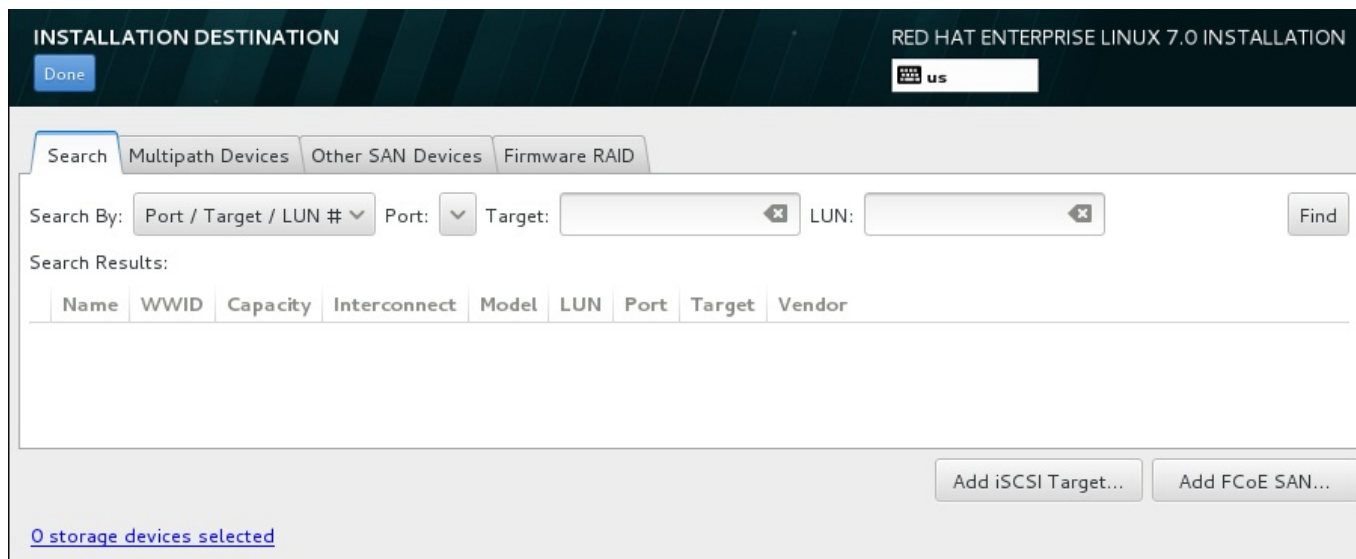 INSTALLATION DESTINATION
RED HAT ENTERPRISE LINUX 7.0 INSTALLATION
Done
us
Search Multipath Devices Other SAN Devices Firmware RAID
Search By: Port / Target / LUN # Port: Target: LUN: Find
Search Results:
Name WWID Capacity Interconnect Model LUN Port Target Vendor
Add iSCSI Target... Add FCoE SAN...
0 storage devices selected